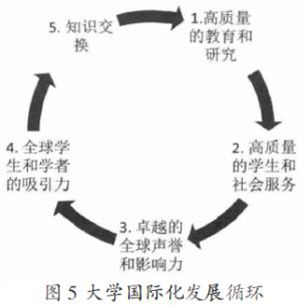 1.高质量
的教育和
研究
2. 高质量
的学生和
社会服务
3. 卓越的
全球声誉
和影响力
4. 全球学
生和学者
的吸引力
5. 知识交
换
图 5 大学国际化发展循环